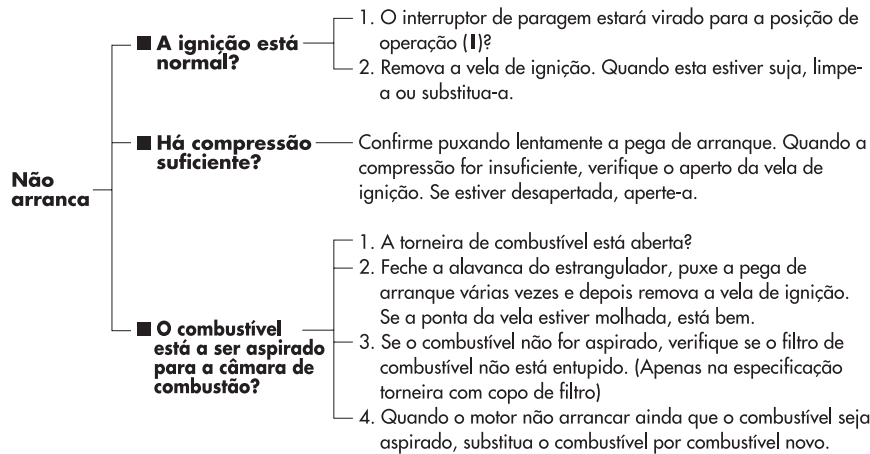 Não
arranca
■ A ignição está
normal?
1. O interruptor de paragem estará virado para a posição de
operação (I)?
2. Remova a vela de ignição. Quando esta estiver suja, limpe-
a ou substitua-a.
■ Há compressão
suficiente?
Confirme puxando lentamente a pega de arranque. Quando a
compressão for insuficiente, verifique o aperto da vela de
ignição. Se estiver desapertada, aperte-a.
■ O combustível
está a ser aspirado
para a câmara de
combustão?
1. A torneira de combustível está aberta?
2. Feche a alavanca do estrangulador, puxe a pega de
arranque várias vezes e depois remova a vela de ignição.
Se a ponta da vela estiver molhada, está bem.
3. Se o combustível não for aspirado, verifique se o filtro de
combustível não está entupido. (Apenas na especificação
torneira com copo de filtro)
4. Quando o motor não arrancar ainda que o combustível seja
aspirado, substitua o combustível por combustível novo.